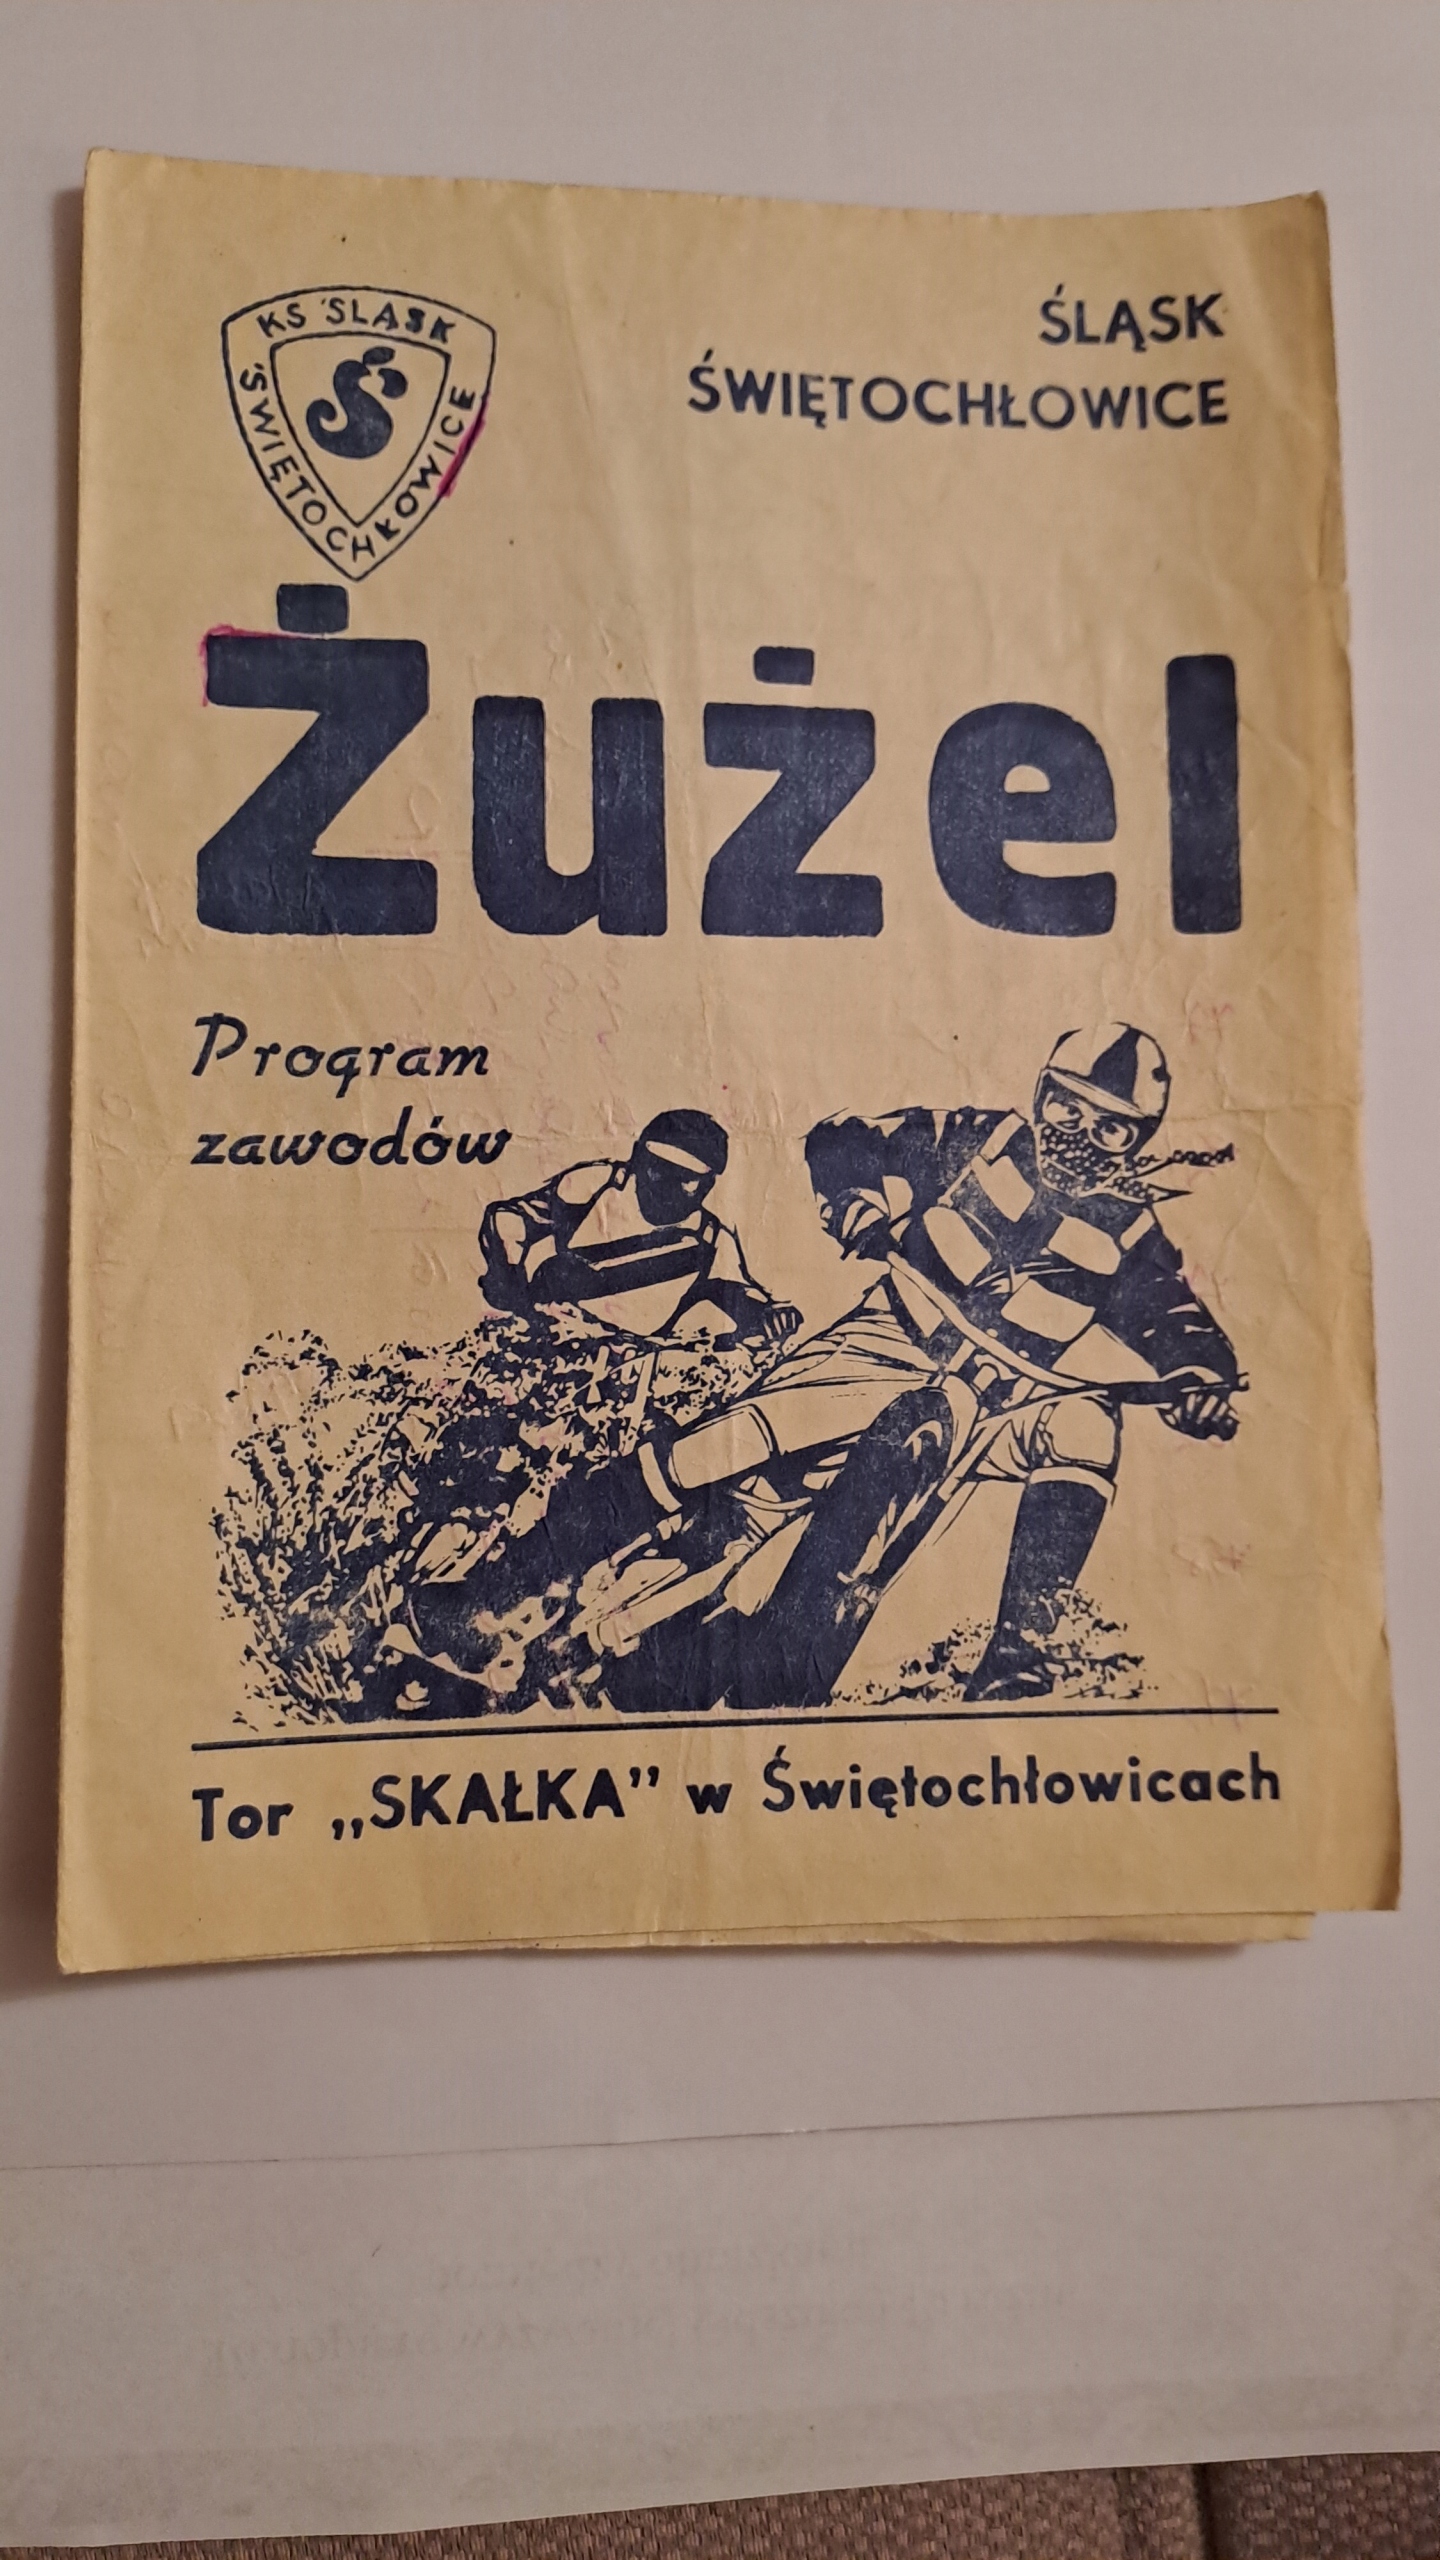 KS ŚLĄSK
ŚWIĘTOCHŁOWICE
Ś
ŚLĄSK
ŚWIĘTOCHŁOWICE
Żużel
Program
zawodów
Tor „SKAŁKA” w Świętochłowicach